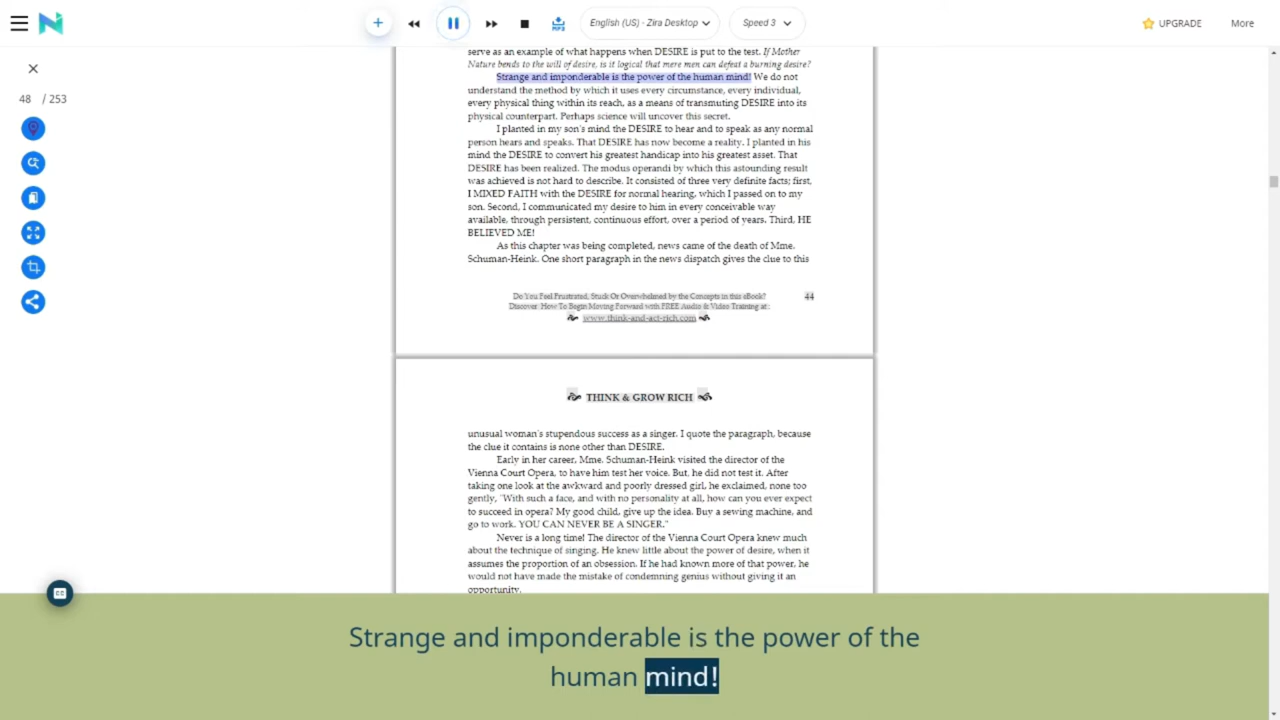 MP3
English (US) - Zira Desktop
Speed 3
UPGRADE
More
48 / 253
serve as an example of what happens when DESIRE is put to the test. If Mother
Nature bends to the will of desire, is it logical that mere men can defeat a burning desire?
Strange and imponderable is the power of the human mind! We do not
understand the method by which it uses every circumstance, every individual,
every physical thing within its reach, as a means of transmuting DESIRE into its
physical counterpart. Perhaps science will uncover this secret.
I planted in my son's mind the DESIRE to hear and to speak as any normal
person hears and speaks. That DESIRE has now become a reality. I planted in his
mind the DESIRE to convert his greatest handicap into his greatest asset. That
DESIRE has been realized. The modus operandi by which this astounding result
was achieved is not hard to describe. It consisted of three very definite facts; first,
I MIXED FAITH with the DESIRE for normal hearing, which I passed on to my
son. Second, I communicated my desire to him in every conceivable way
available, through persistent, continuous effort, over a period of years. Third, HE
BELIEVED ME!
As this chapter was being completed, news came of the death of Mme.
Schuman-Heink. One short paragraph in the news dispatch gives the clue to this
Do You Feel Frustrated, Stuck Or Overwhelmed by the Concepts in this eBook?
44
Discover: How To Begin Moving Forward with FREE Audio & Video Training at:
www.think-and-act-rich.com
THINK & GROW RICH
unusual woman's stupendous success as a singer. I quote the paragraph, because
the clue it contains is none other than DESIRE.
Early in her career, Mme. Schuman-Heink visited the director of the
Vienna Court Opera, to have him test her voice. But, he did not test it. After
taking one look at the awkward and poorly dressed girl, he exclaimed, none too
gently, "With such a face, and with no personality at all, how can you ever expect
to succeed in opera? My good child, give up the idea. Buy a sewing machine, and
go to work. YOU CAN NEVER BE A SINGER."
Never is a long time! The director of the Vienna Court Opera knew much
about the technique of singing. He knew little about the power of desire, when it
assumes the proportion of an obsession. If he had known more of that power, he
would not have made the mistake of condemning genius without giving it an
opportunity.
CC
Strange and imponderable is the power of the
human mind!